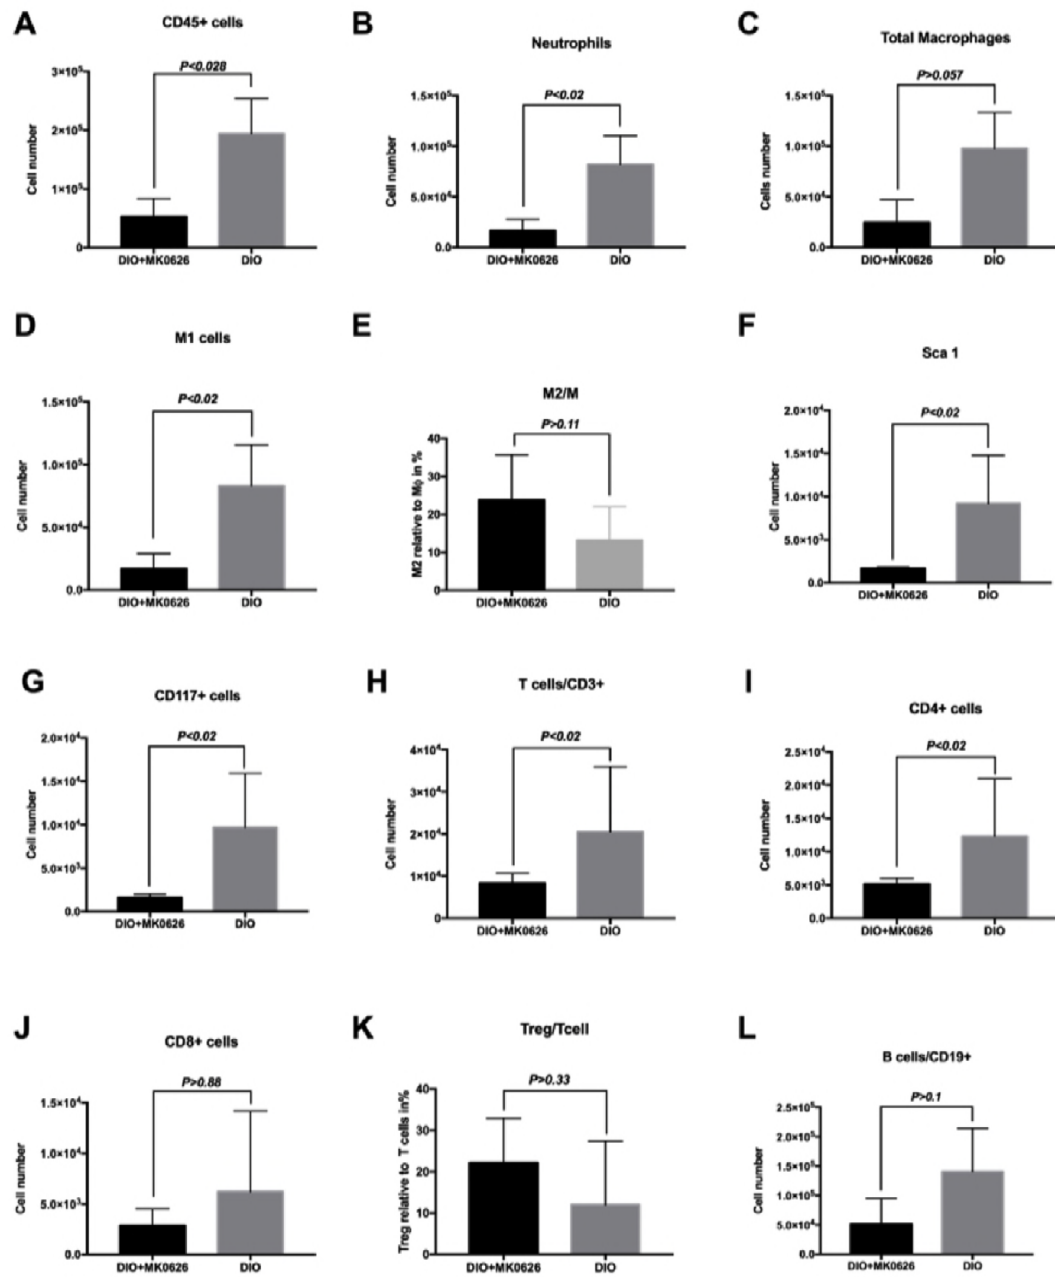 A
CD45+ cells
P<0.028
Cell number
3×10⁵
2×10⁵
1×10⁵
0
DIO+MK0626
DIO
B
Neutrophils
P<0.02
Cell number
1.5×10⁵
1.0×10⁵
5.0×10⁴
0.0
DIO+MK0626
DIO
C
Total Macrophages
P>0.057
Cells number
1.5×10⁵
1.0×10⁵
5.0×10⁴
0.0
DIO+MK0626
DIO
D
M1 cells
P<0.02
Cell number
1.5×10⁵
1.0×10⁵
5.0×10⁴
0.0
DIO+MK0626
DIO
E
M2/M
P>0.11
M2 relative to Mϕ in %
40
30
20
10
0
DIO+MK0626
DIO
F
Sca 1
P<0.02
Cell number
2.0×10⁴
1.5×10⁴
1.0×10⁴
5.0×10³
0.0
DIO+MK0626
DIO
G
CD117+ cells
P<0.02
Cell number
2.0×10⁴
1.5×10⁴
1.0×10⁴
5.0×10³
0.0
DIO+MK0626
DIO
H
T cells/CD3+
P<0.02
Cell number
4×10⁴
3×10⁴
2×10⁴
1×10⁴
0
DIO+MK0626
DIO
I
CD4+ cells
P<0.02
Cell number
2.5×10⁴
2.0×10⁴
1.5×10⁴
1.0×10⁴
5.0×10³
0.0
DIO+MK0626
DIO
J
CD8+ cells
P>0.88
Cell number
1.5×10⁴
1.0×10⁴
5.0×10³
0.0
DIO+MK0626
DIO
K
Treg/Tcell
P>0.33
Treg relative to T cells in%
40
30
20
10
0
DIO+MK0626
DIO
L
B cells/CD19+
P>0.1
Cell number
2.5×10⁵
2.0×10⁵
1.5×10⁵
1.0×10⁵
5.0×10⁴
0.0
DIO+MK0626
DIO